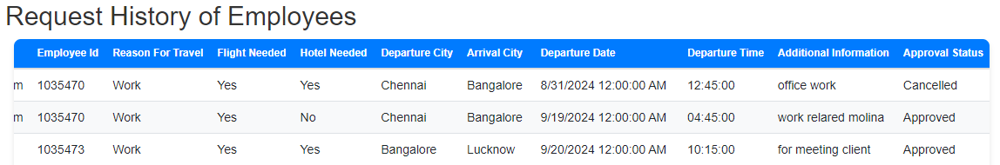 Request History of Employees
Employee Id Reason For Travel Flight Needed Hotel Needed Departure City Arrival City Departure Date Departure Time Additional Information Approval Status
m 1035470 Work Yes Yes Chennai Bangalore 8/31/2024 12:00:00 AM 12:45:00 office work Cancelled
m 1035470 Work Yes No Chennai Bangalore 9/19/2024 12:00:00 AM 04:45:00 work relared molina Approved
1035473 Work Yes Yes Bangalore Lucknow 9/20/2024 12:00:00 AM 10:15:00 for meeting client Approved